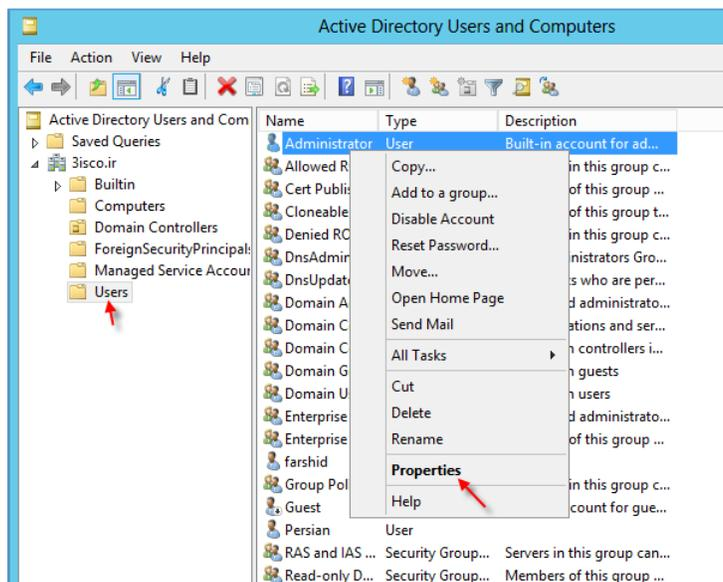 Active Directory Users and Computers
File Action View Help
Active Directory Users and Com
Saved Queries
3isco.ir
Builtin
Computers
Domain Controllers
ForeignSecurityPrincipals
Managed Service Accour
Users
Name Type Description
Administrator User Built-in account for ad...
Allowed R in this group c...
Cert Publis of this group ...
Cloneable of this group t...
Denied RO in this group c...
DnsAdmin nistrators Gro...
DnsUpdate s who are per...
Domain A d administrato...
Domain C ations and ser...
Domain C n controllers i...
Domain G n guests
Domain U n users
Enterprise d administrato...
Enterprise of this group ...
farshid
Group Pol in this group c...
Guest count for gue...
Persian User
RAS and IAS ... Security Group... Servers in this group can...
Read-only D... Security Group... Members of this group ...
Copy...
Add to a group...
Disable Account
Reset Password...
Move...
Open Home Page
Send Mail
All Tasks
Cut
Delete
Rename
Properties
Help